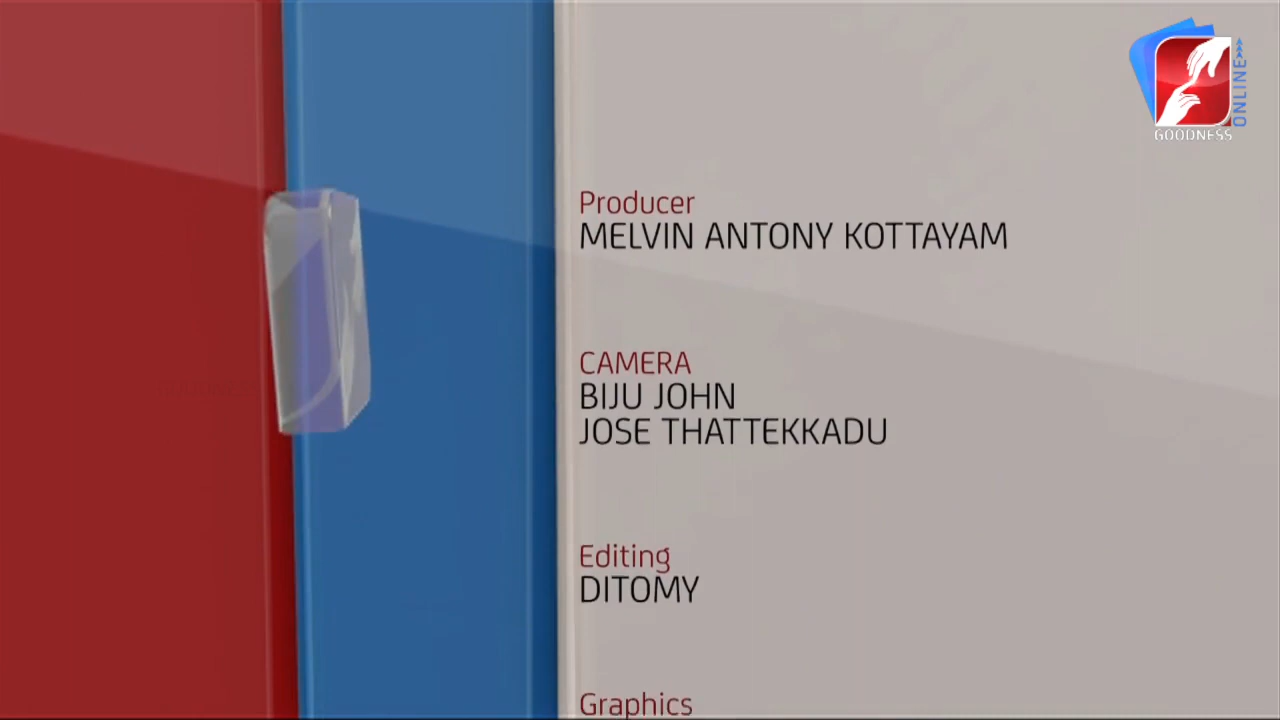 GOODNESS
ONLINE
Producer
MELVIN ANTONY KOTTAYAM
CAMERA
BIJU JOHN
JOSE THATTEKKADU
Editing
DITOMY
Graphics